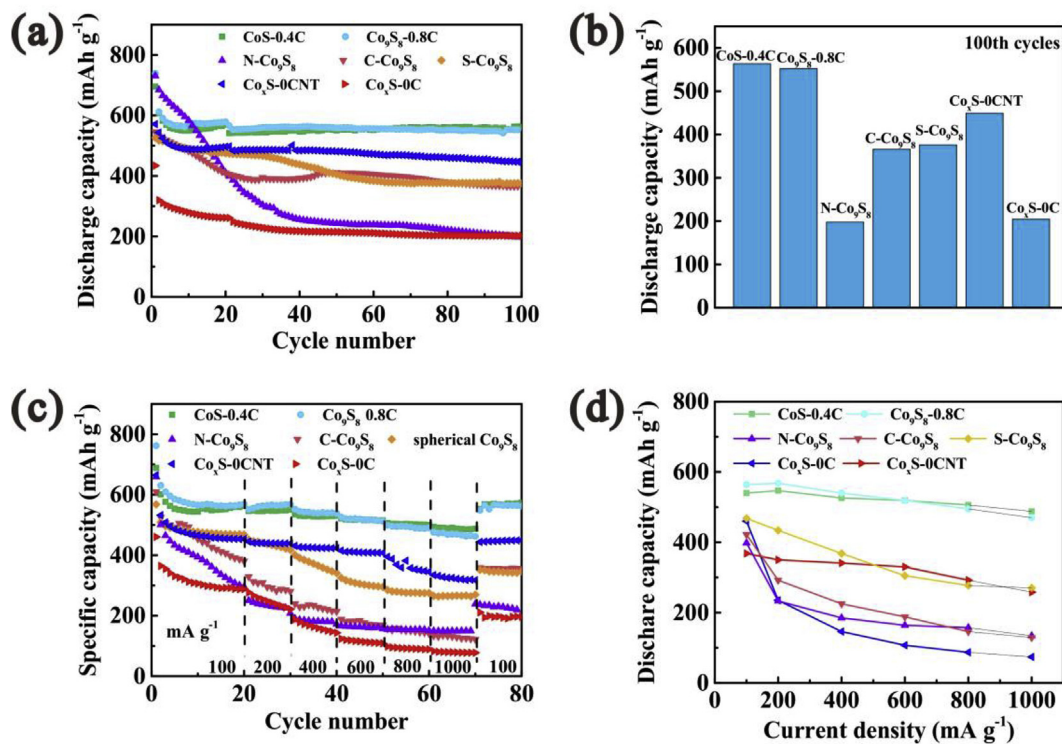 (a)
Discharge capacity (mAh g⁻¹)
800
600
400
200
0
CoS-0.4C
Co₉S₈-0.8C
N-Co₉S₈
C-Co₉S₈
S-Co₉S₈
CoₓS-0CNT
CoₓS-0C
0 20 40 60 80 100
Cycle number
(b)
Discharge capacity (mAh g⁻¹)
600
500
400
300
200
100
0
100th cycles
CoS-0.4C
Co₉S₈-0.8C
N-Co₉S₈
C-Co₉S₈
S-Co₉S₈
CoₓS-0CNT
CoₓS-0C
(c)
Specific capacity (mAh g⁻¹)
800
600
400
200
0
CoS-0.4C
Co₉S₈ 0.8C
N-Co₉S₈
C-Co₉S₈
spherical Co₉S₈
CoₓS-0CNT
CoₓS-0C
mA g⁻¹
100 200 400 600 800 1000 100
0 20 40 60 80
Cycle number
(d)
Dischare capacity (mAh g⁻¹)
800
600
400
200
0
CoS-0.4C
Co₉S₈-0.8C
N-Co₉S₈
C-Co₉S₈
S-Co₉S₈
CoₓS-0C
CoₓS-0CNT
200 400 600 800 1000
Current density (mA g⁻¹)